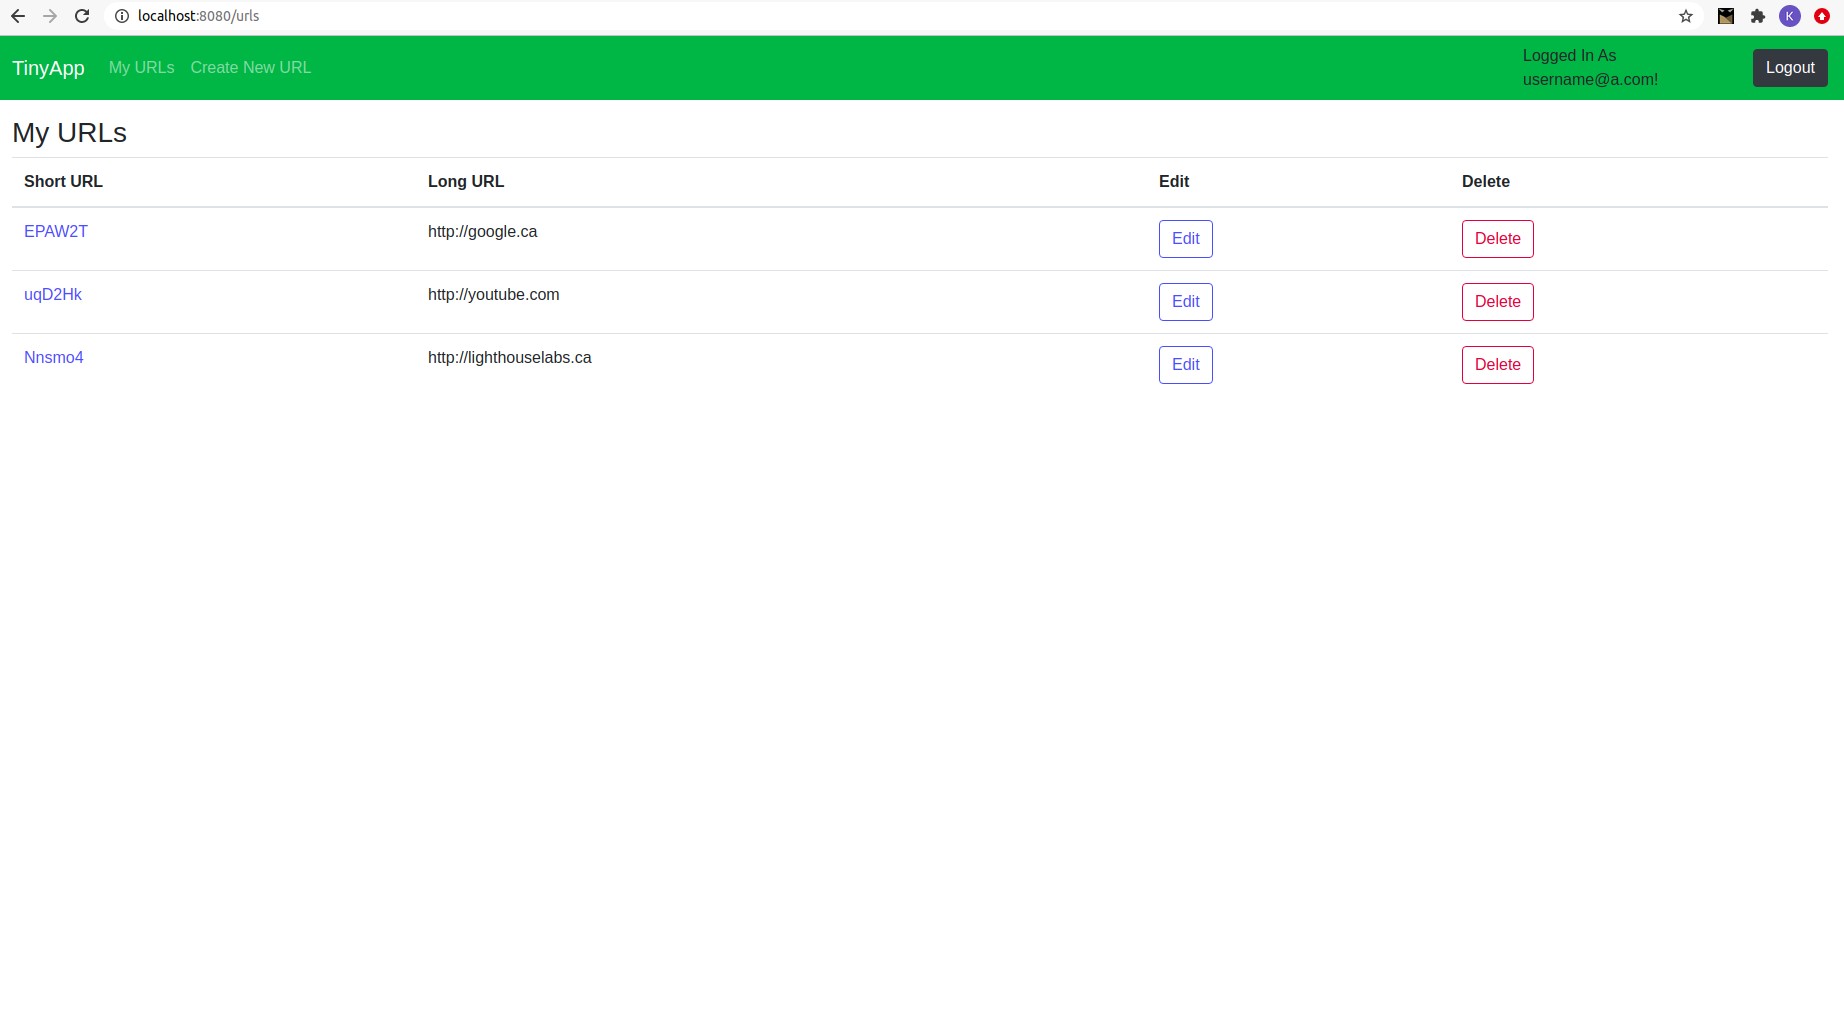 localhost:8080/urls
K
TinyApp My URLs Create New URL
Logged In As
username@a.com!
Logout
My URLs
Short URL Long URL Edit Delete
EPAW2T http://google.ca Edit Delete
uqD2Hk http://youtube.com Edit Delete
Nnsmo4 http://lighthouselabs.ca Edit Delete